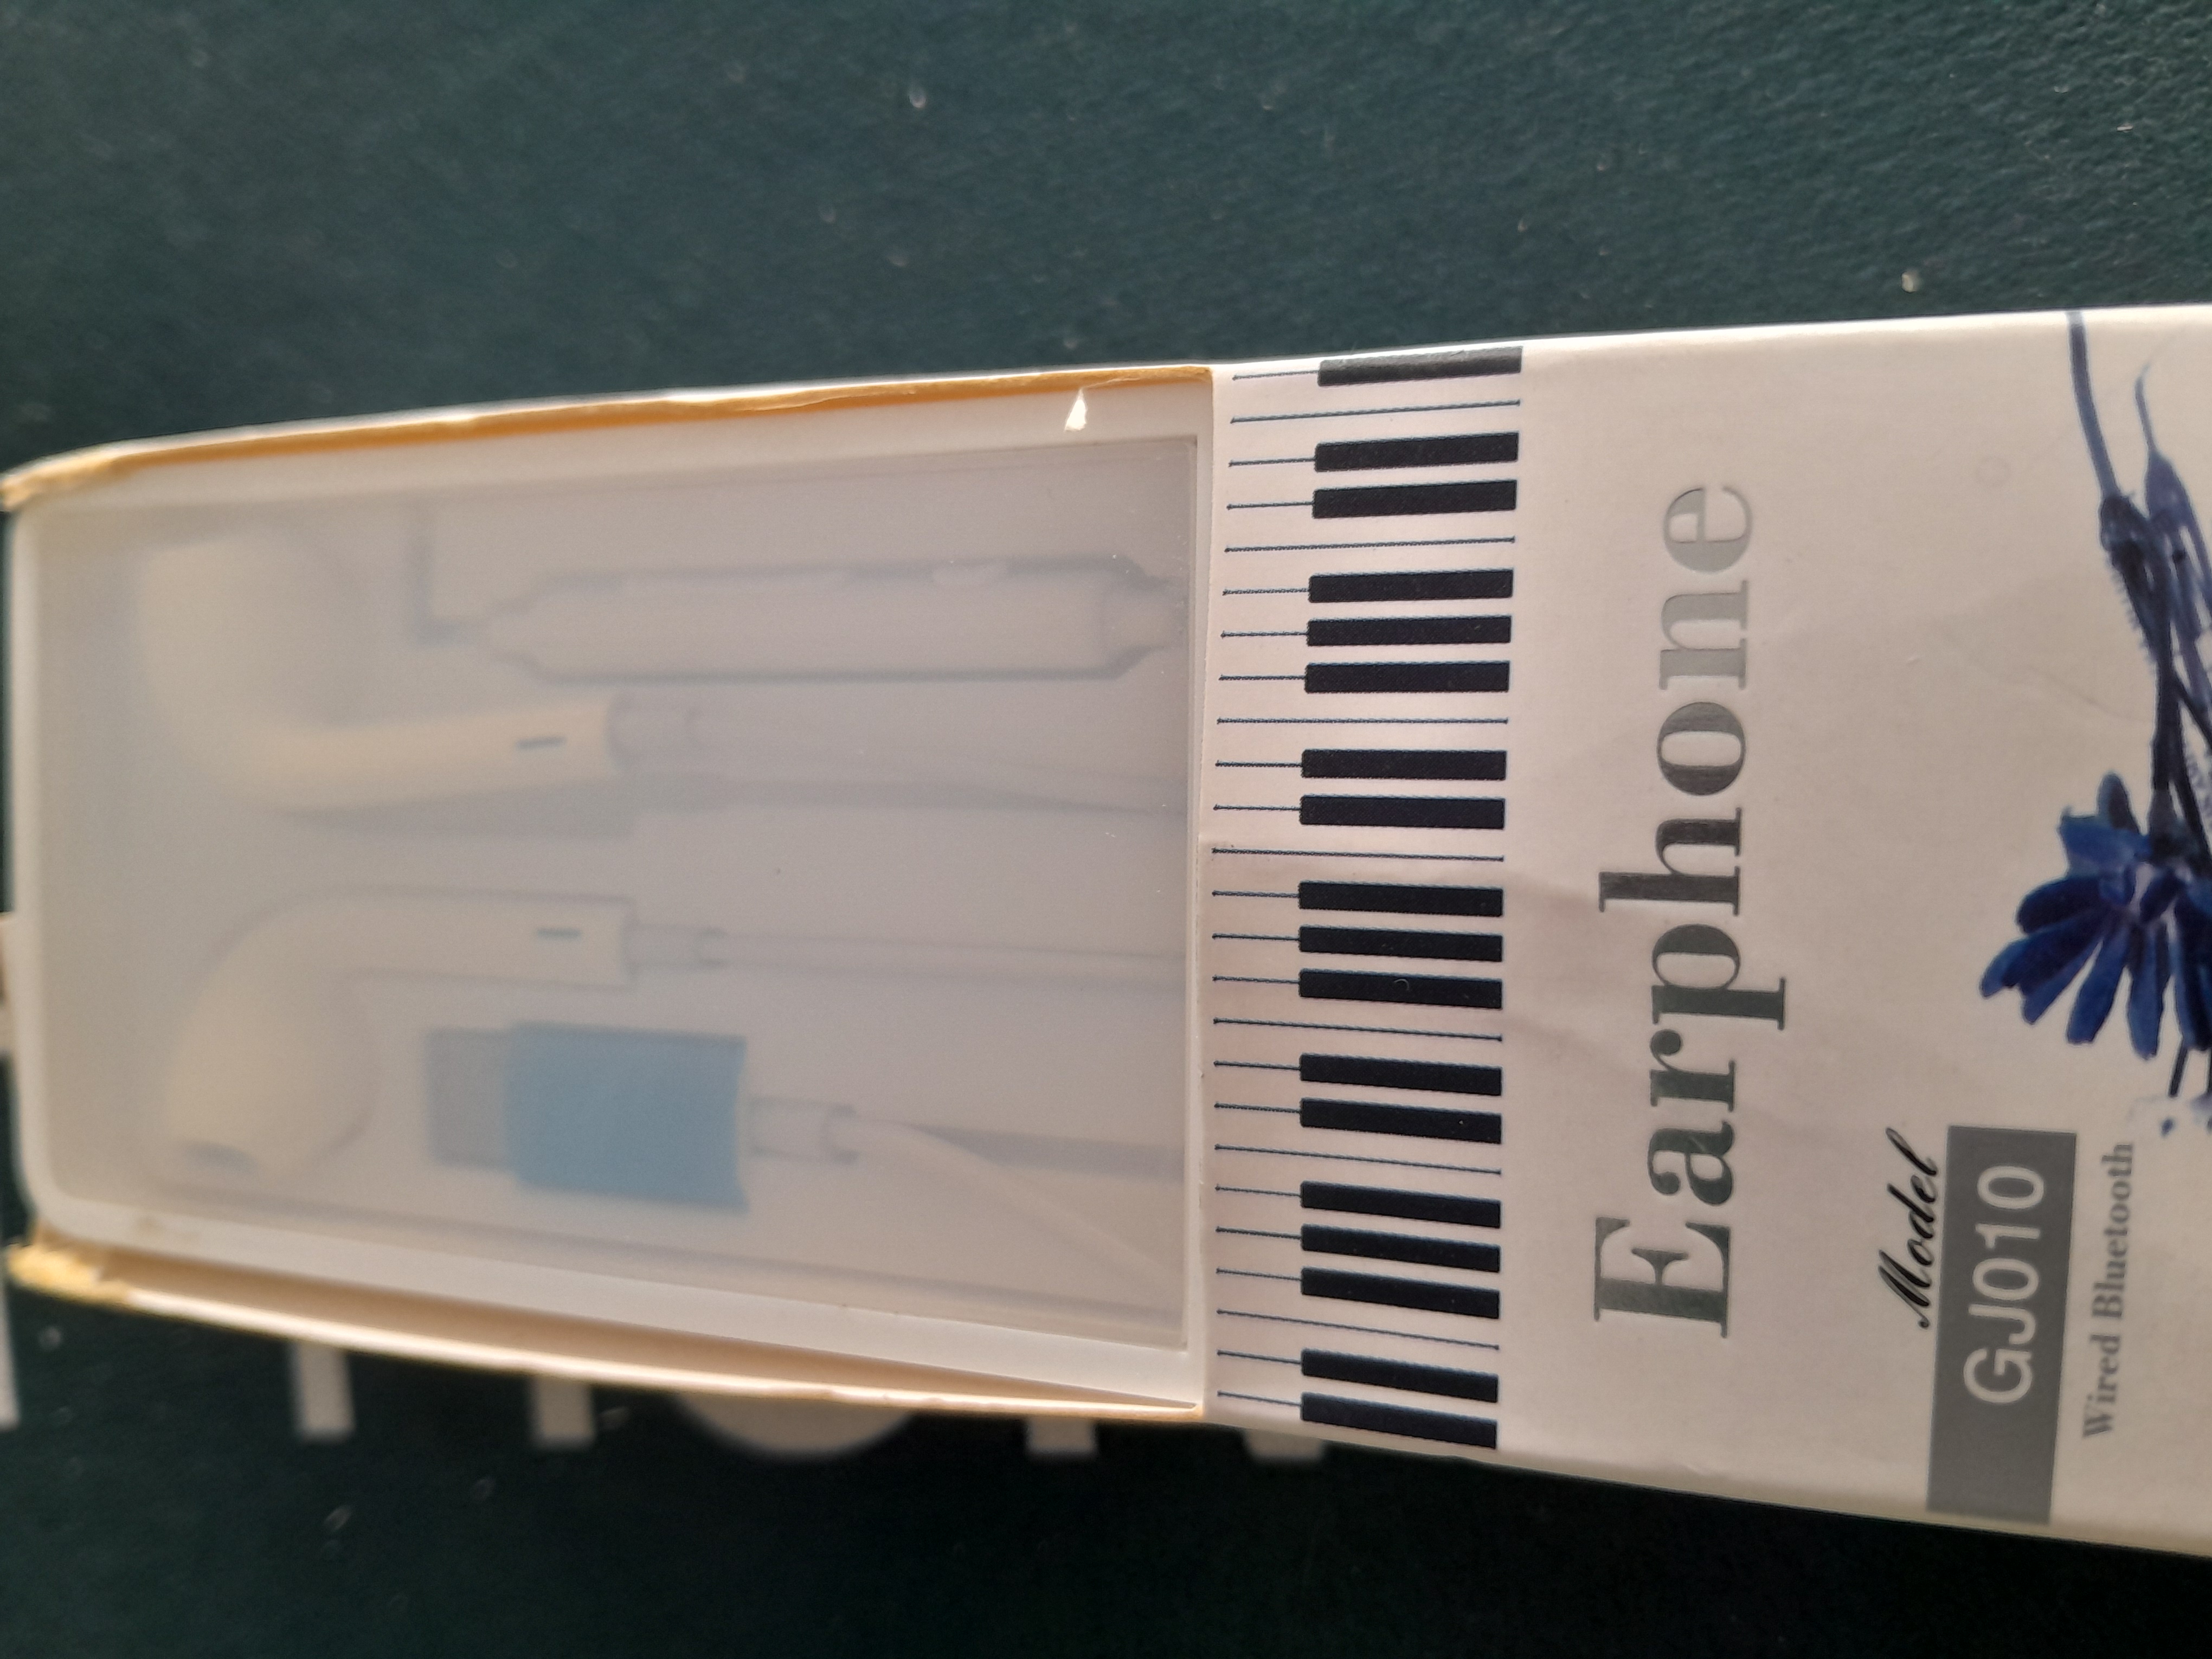 Earphone
Model
GJ010
Wired Bluetooth